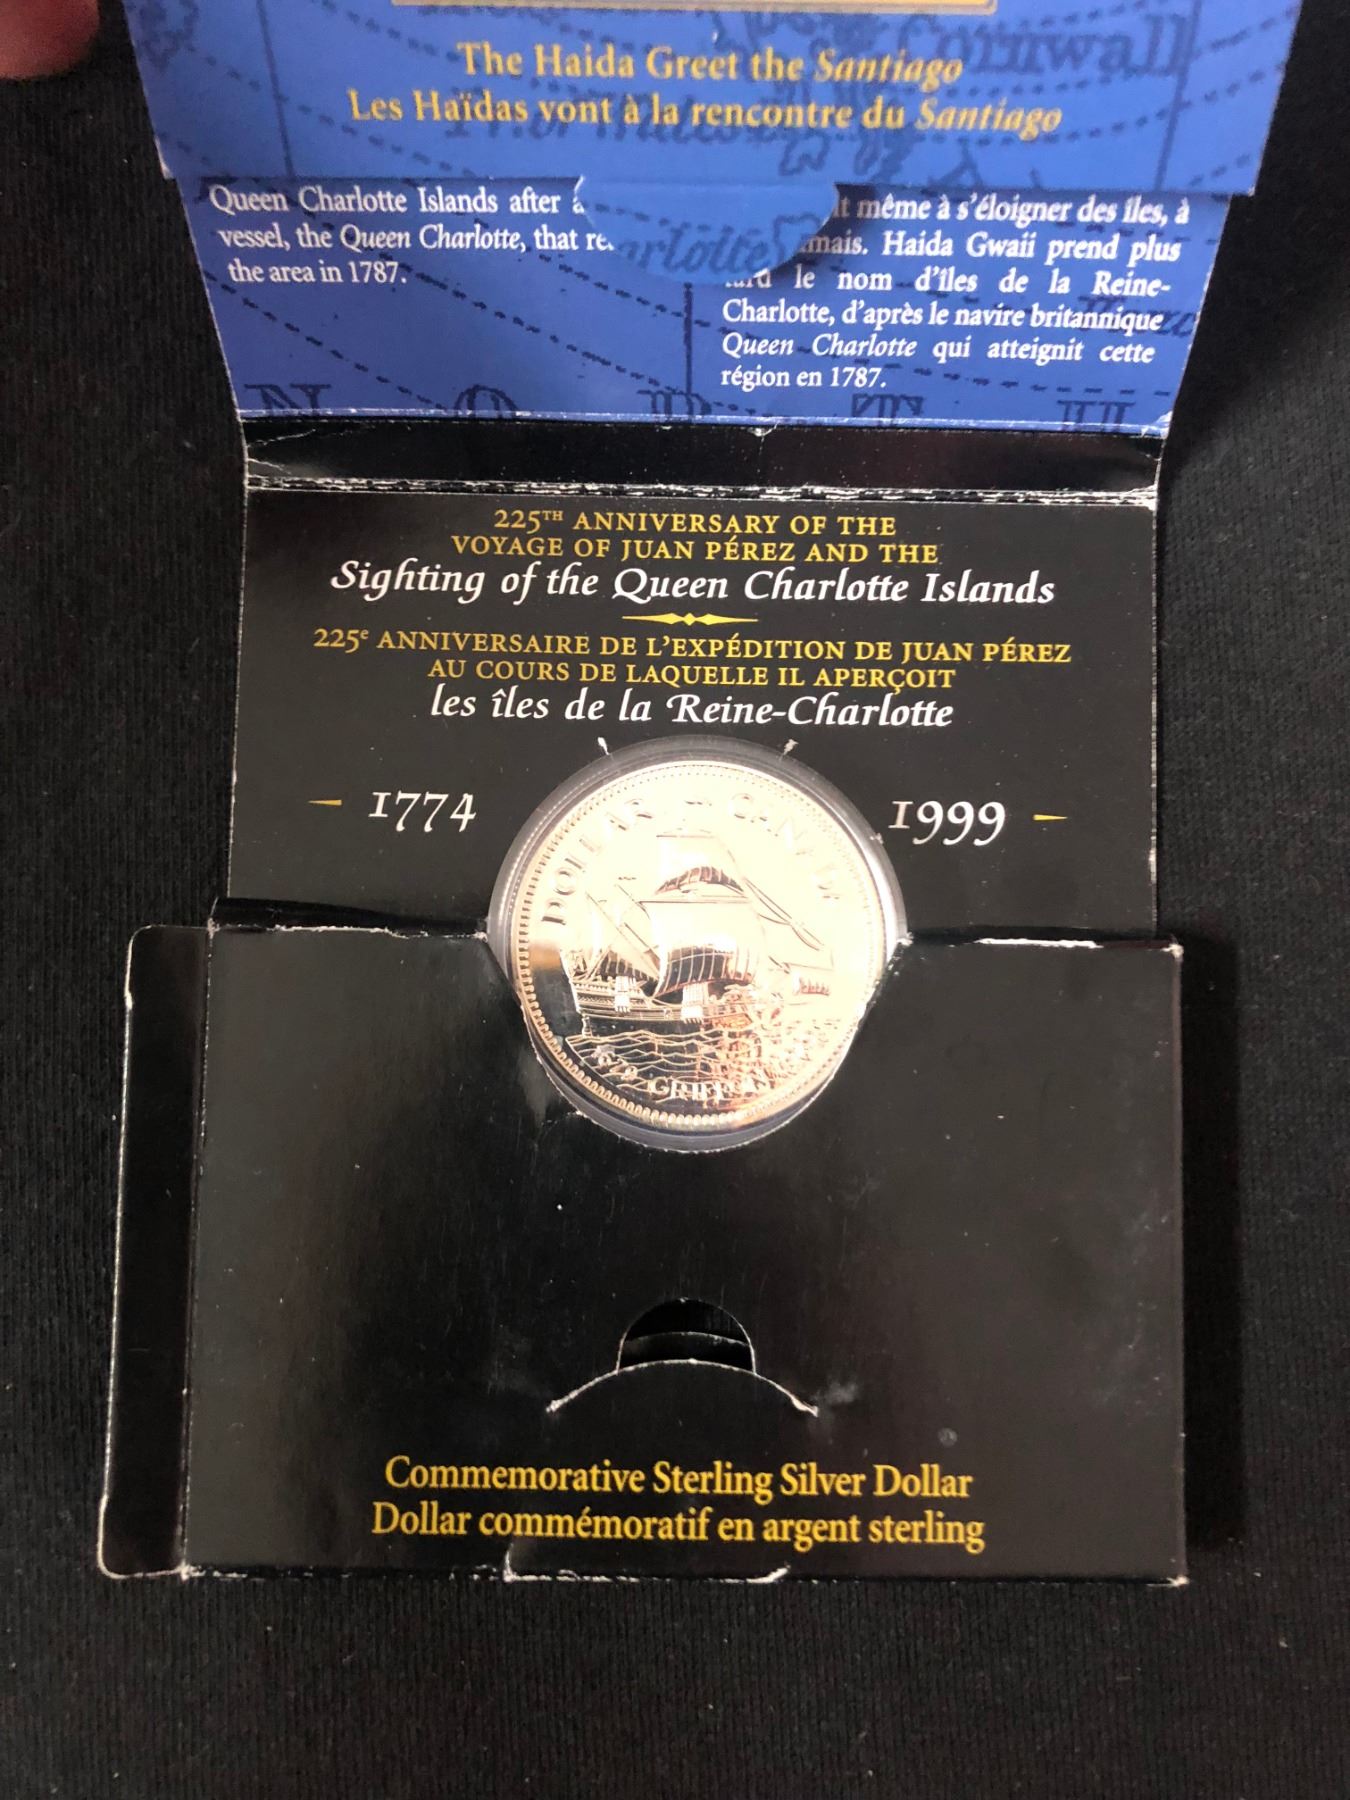 Cornwall
The Haida Greet the Santiago
Les Haïdas vont à la rencontre du Santiago
Queen Charlotte Islands after a
vessel, the Queen Charlotte, that
the area in 1787.
même à s'éloigner des îles, à
mais. Haida Gwaii prend plus
le nom d'îles de la Reine-
Charlotte, d'après le navire britannique
Queen Charlotte qui atteignit cette
région en 1787.
N O R T H
225TH ANNIVERSARY OF THE
VOYAGE OF JUAN PÉREZ AND THE
Sighting of the Queen Charlotte Islands
225e ANNIVERSAIRE DE L'EXPÉDITION DE JUAN PÉREZ
AU COURS DE LAQUELLE IL APERÇOIT
les îles de la Reine-Charlotte
1774
1999
DOLLAR CANADA
GRIFFON
Commemorative Sterling Silver Dollar
Dollar commémoratif en argent sterling